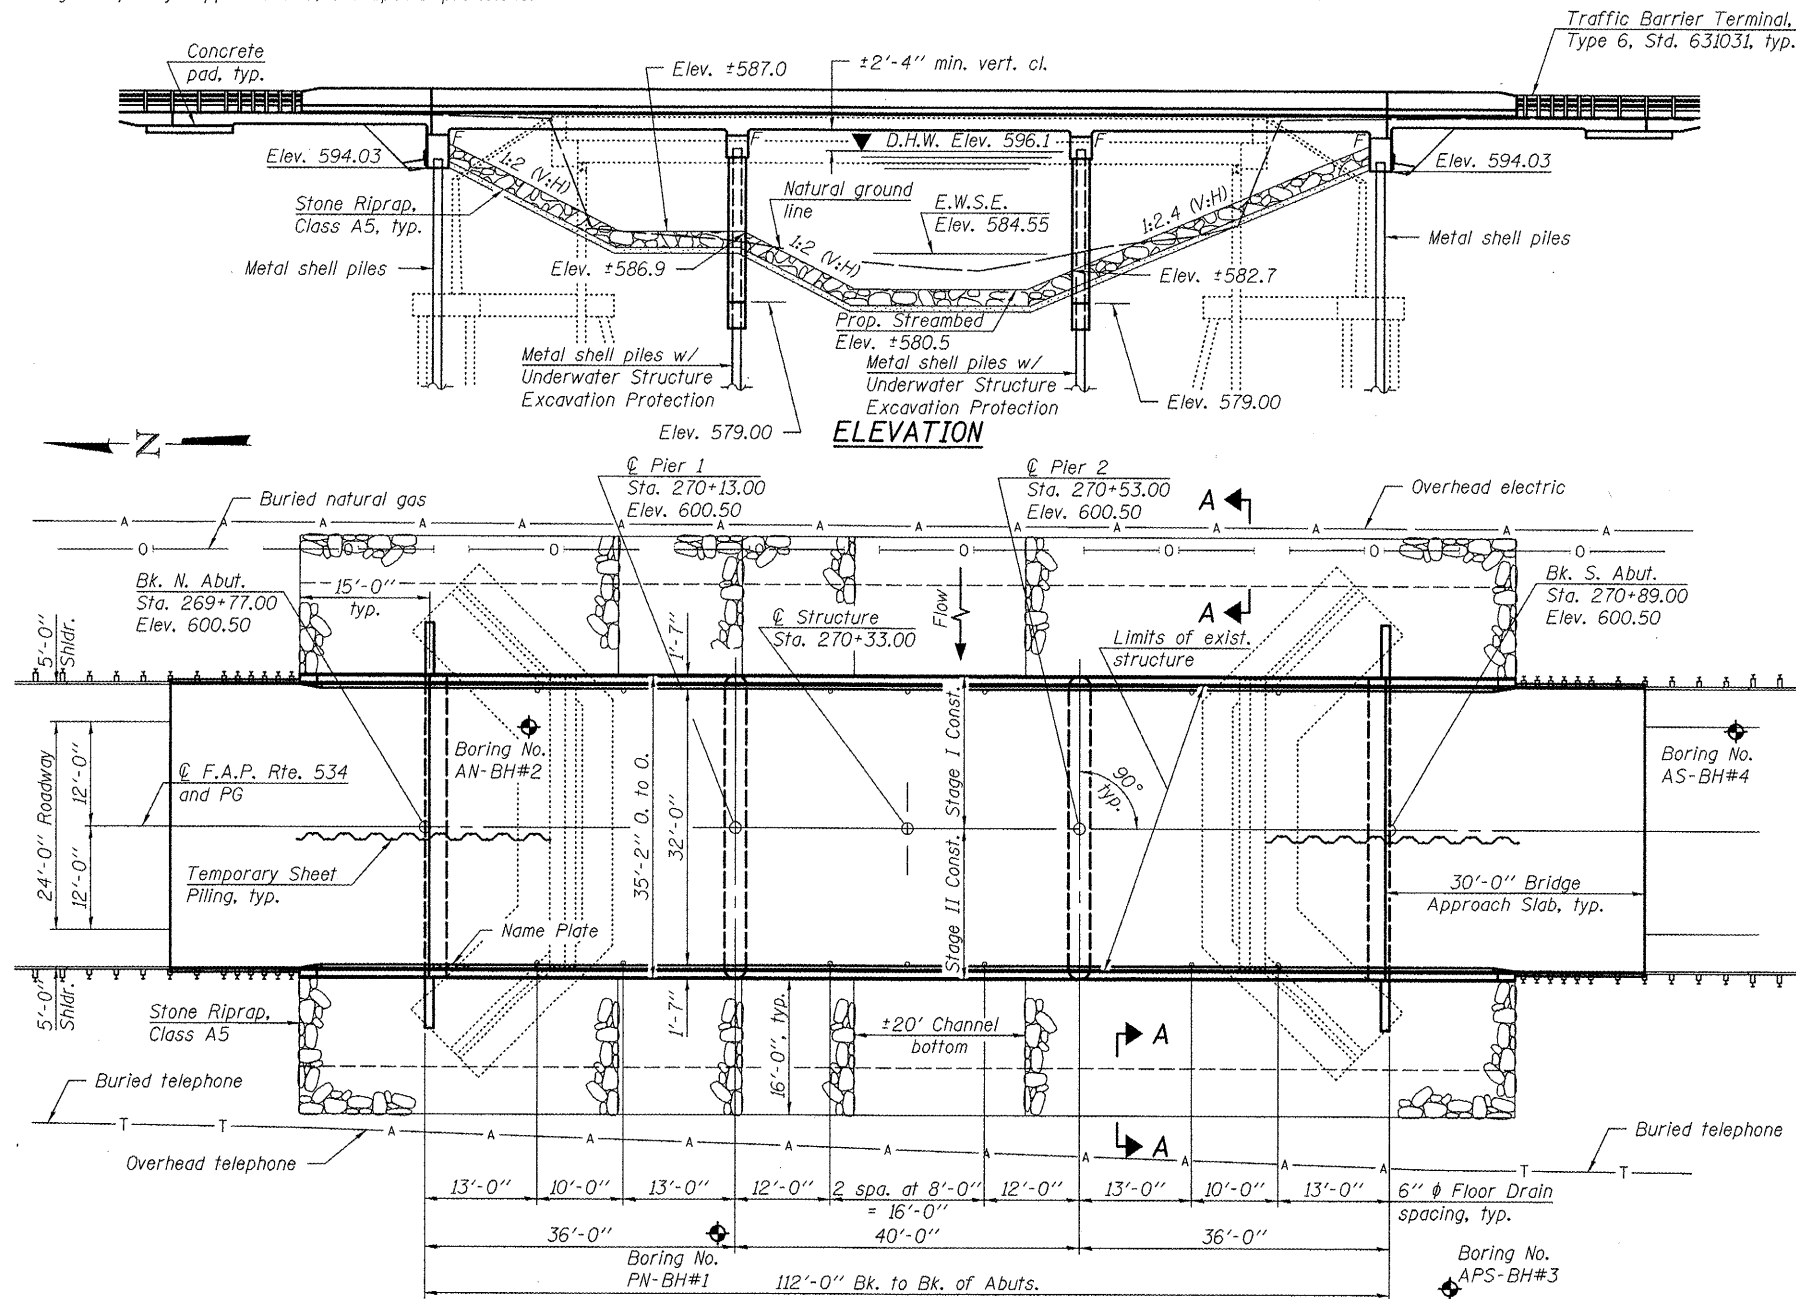 Traffic Barrier Terminal,
Type 6, Std. 631031, typ.
Concrete
pad, typ.
Elev. ±587.0
±2'-4" min. vert. cl.
F
F
F
F
D.H.W. Elev. 596.1
Elev. 594.03
Elev. 594.03
1:2 (V:H)
Natural ground
line
E.W.S.E.
Elev. 584.55
1:2.4 (V:H)
Stone Riprap,
Class A5, typ.
1:2 (V:H)
Metal shell piles
Metal shell piles
Elev. ±586.9
Elev. ±582.7
Prop. Streambed
Elev. ±580.5
Metal shell piles w/
Underwater Structure
Excavation Protection
Metal shell piles w/
Underwater Structure
Excavation Protection
Elev. 579.00
Elev. 579.00
ELEVATION
N
℄ Pier 1
Sta. 270+13.00
Elev. 600.50
℄ Pier 2
Sta. 270+53.00
Elev. 600.50
A
Overhead electric
Buried natural gas
Bk. N. Abut.
Sta. 269+77.00
Elev. 600.50
15'-0"
typ.
℄ Structure
Sta. 270+33.00
Flow
A
Limits of exist.
structure
Bk. S. Abut.
Sta. 270+89.00
Elev. 600.50
5'-0"
Shldr.
1'-7"
Boring No.
AN-BH#2
Boring No.
AS-BH#4
℄ F.A.P. Rte. 534
and PG
24'-0" Roadway
12'-0"
12'-0"
35'-2" O. to O.
32'-0"
Stage I Const.
Stage II Const.
90°
typ.
Temporary Sheet
Piling, typ.
30'-0" Bridge
Approach Slab, typ.
Name Plate
5'-0"
Shldr.
Stone Riprap,
Class A5
1'-7"
16'-0", typ.
±20' Channel
bottom
A
Buried telephone
A
Buried telephone
Overhead telephone
13'-0"
10'-0"
13'-0"
12'-0"
2 spa. at 8'-0"
= 16'-0"
12'-0"
13'-0"
10'-0"
13'-0"
6" ϕ Floor Drain
spacing, typ.
36'-0"
40'-0"
36'-0"
Boring No.
PN-BH#1
112'-0" Bk. to Bk. of Abuts.
Boring No.
APS-BH#3